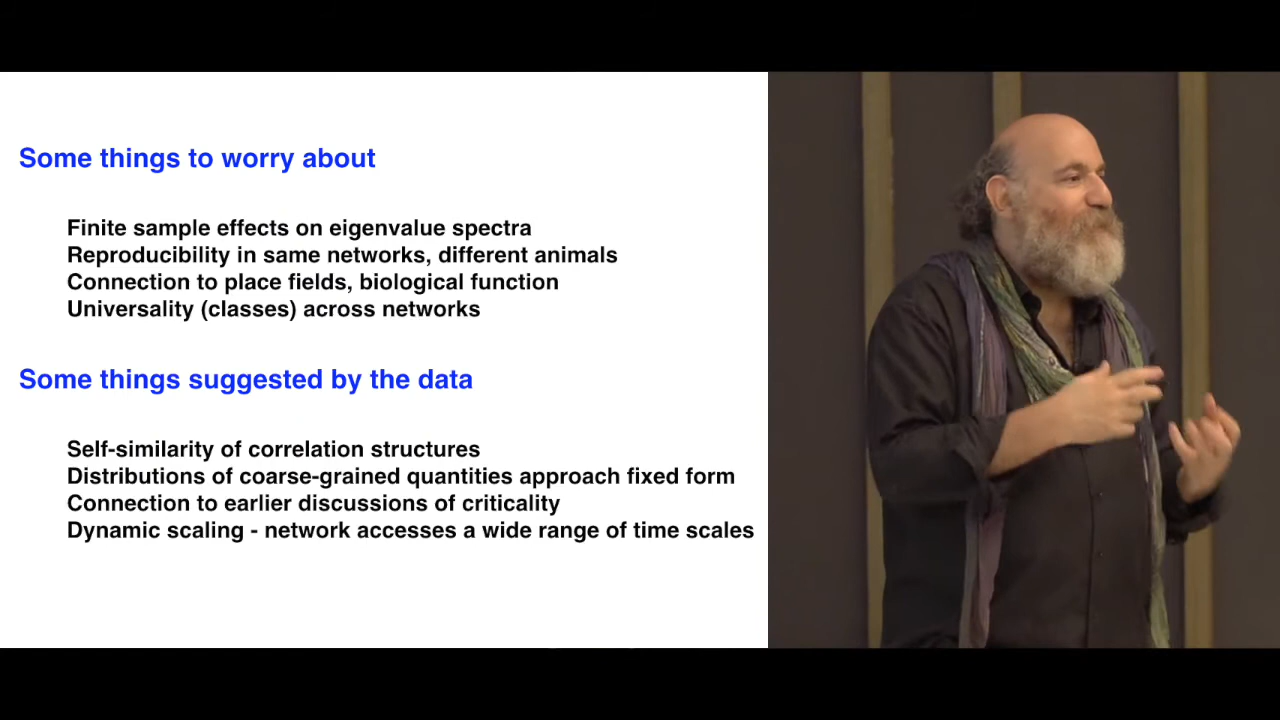 Some things to worry about
Finite sample effects on eigenvalue spectra
Reproducibility in same networks, different animals
Connection to place fields, biological function
Universality (classes) across networks
Some things suggested by the data
Self-similarity of correlation structures
Distributions of coarse-grained quantities approach fixed form
Connection to earlier discussions of criticality
Dynamic scaling - network accesses a wide range of time scales